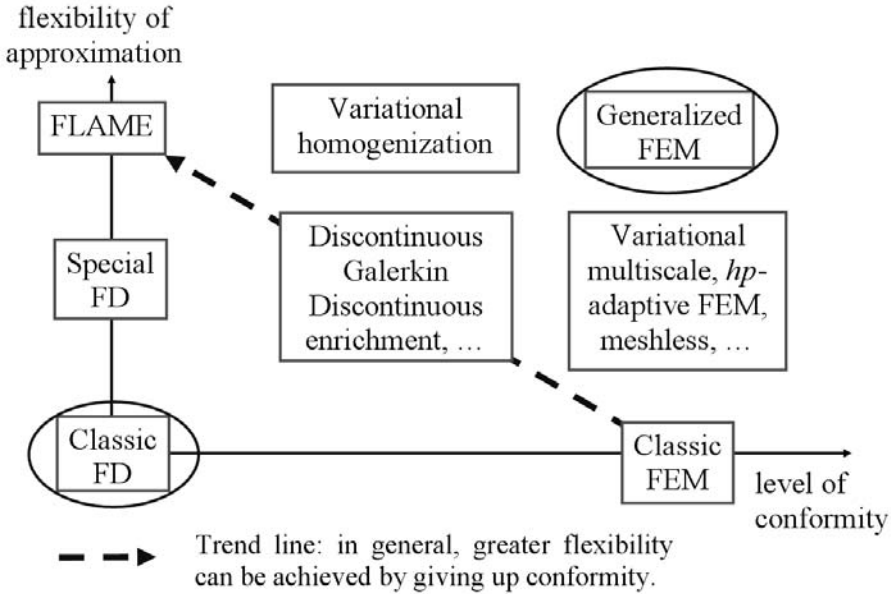 flexibility of
approximation
FLAME
Variational
homogenization
Generalized
FEM
Special
FD
Discontinuous
Galerkin
Discontinuous
enrichment, …
Variational
multiscale, hp-
adaptive FEM,
meshless, …
Classic
FD
Classic
FEM
level of
conformity
Trend line: in general, greater flexibility
can be achieved by giving up conformity.